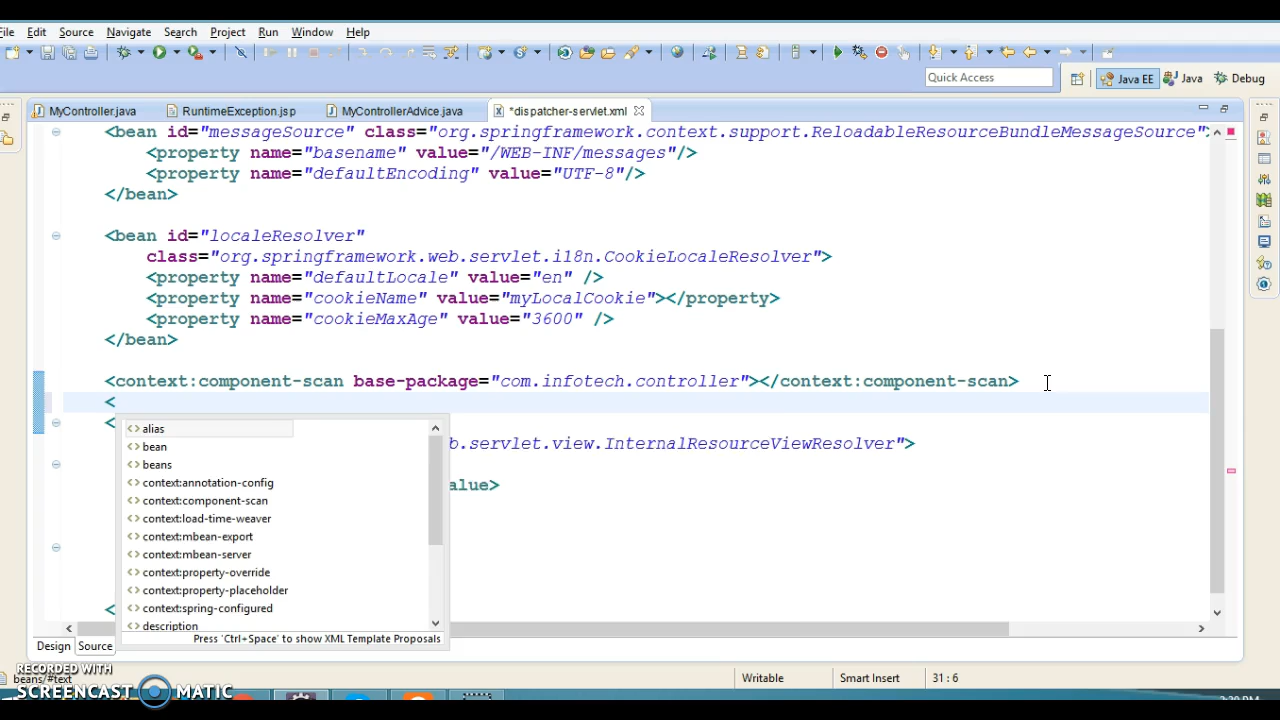 File Edit Source Navigate Search Project Run Window Help
Quick Access
Java EE Java Debug
MyController.java RuntimeException.jsp MyControllerAdvice.java *dispatcher-servlet.xml
<bean id="messageSource" class="org.springframework.context.support.ReloadableResourceBundleMessageSource">
<property name="basename" value="/WEB-INF/messages"/>
<property name="defaultEncoding" value="UTF-8"/>
</bean>
<bean id="localeResolver"
class="org.springframework.web.servlet.i18n.CookieLocaleResolver">
<property name="defaultLocale" value="en" />
<property name="cookieName" value="myLocalCookie"></property>
<property name="cookieMaxAge" value="3600" />
</bean>
<context:component-scan base-package="com.infotech.controller"></context:component-scan>
<
<
b.servlet.view.InternalResourceViewResolver">
alue>
<
alias
bean
beans
context:annotation-config
context:component-scan
context:load-time-weaver
context:mbean-export
context:mbean-server
context:property-override
context:property-placeholder
context:spring-configured
description
Press 'Ctrl+Space' to show XML Template Proposals
Design Source
beans/#text
Writable Smart Insert 31 : 6
RECORDED WITH
SCREENCAST MATIC